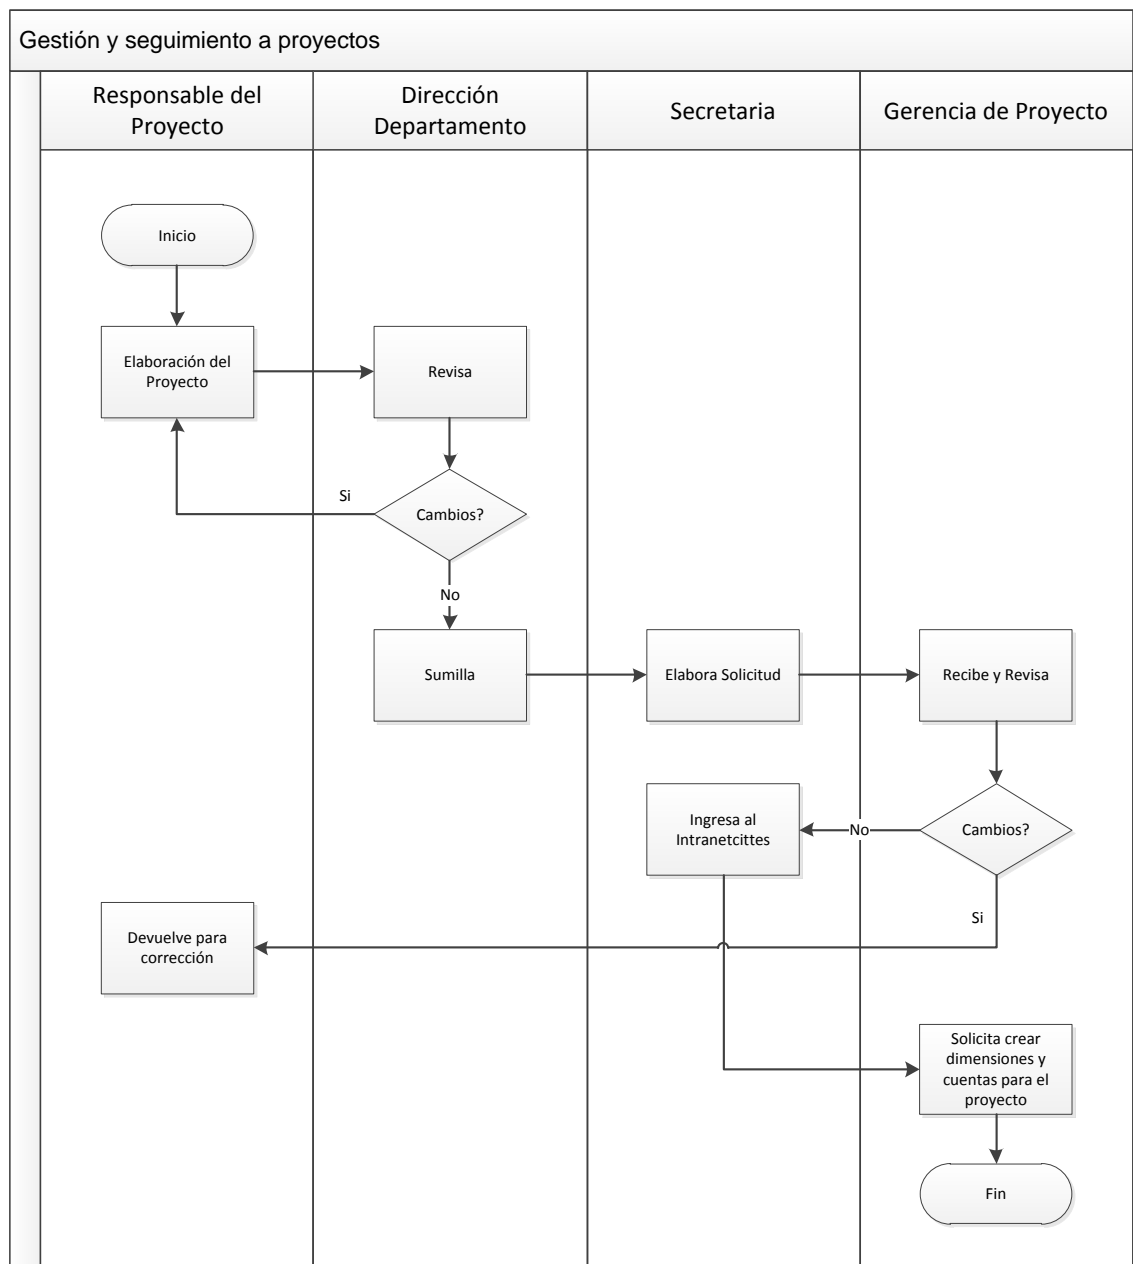 Gestión y seguimiento a proyectos
Responsable del
Proyecto
Dirección
Departamento
Secretaria
Gerencia de Proyecto
Inicio
Elaboración del
Proyecto
Revisa
Si
Cambios?
No
Sumilla
Elabora Solicitud
Recibe y Revisa
Ingresa al
Intranetcittes
No
Cambios?
Si
Devuelve para
corrección
Solicita crear
dimensiones y
cuentas para el
proyecto
Fin